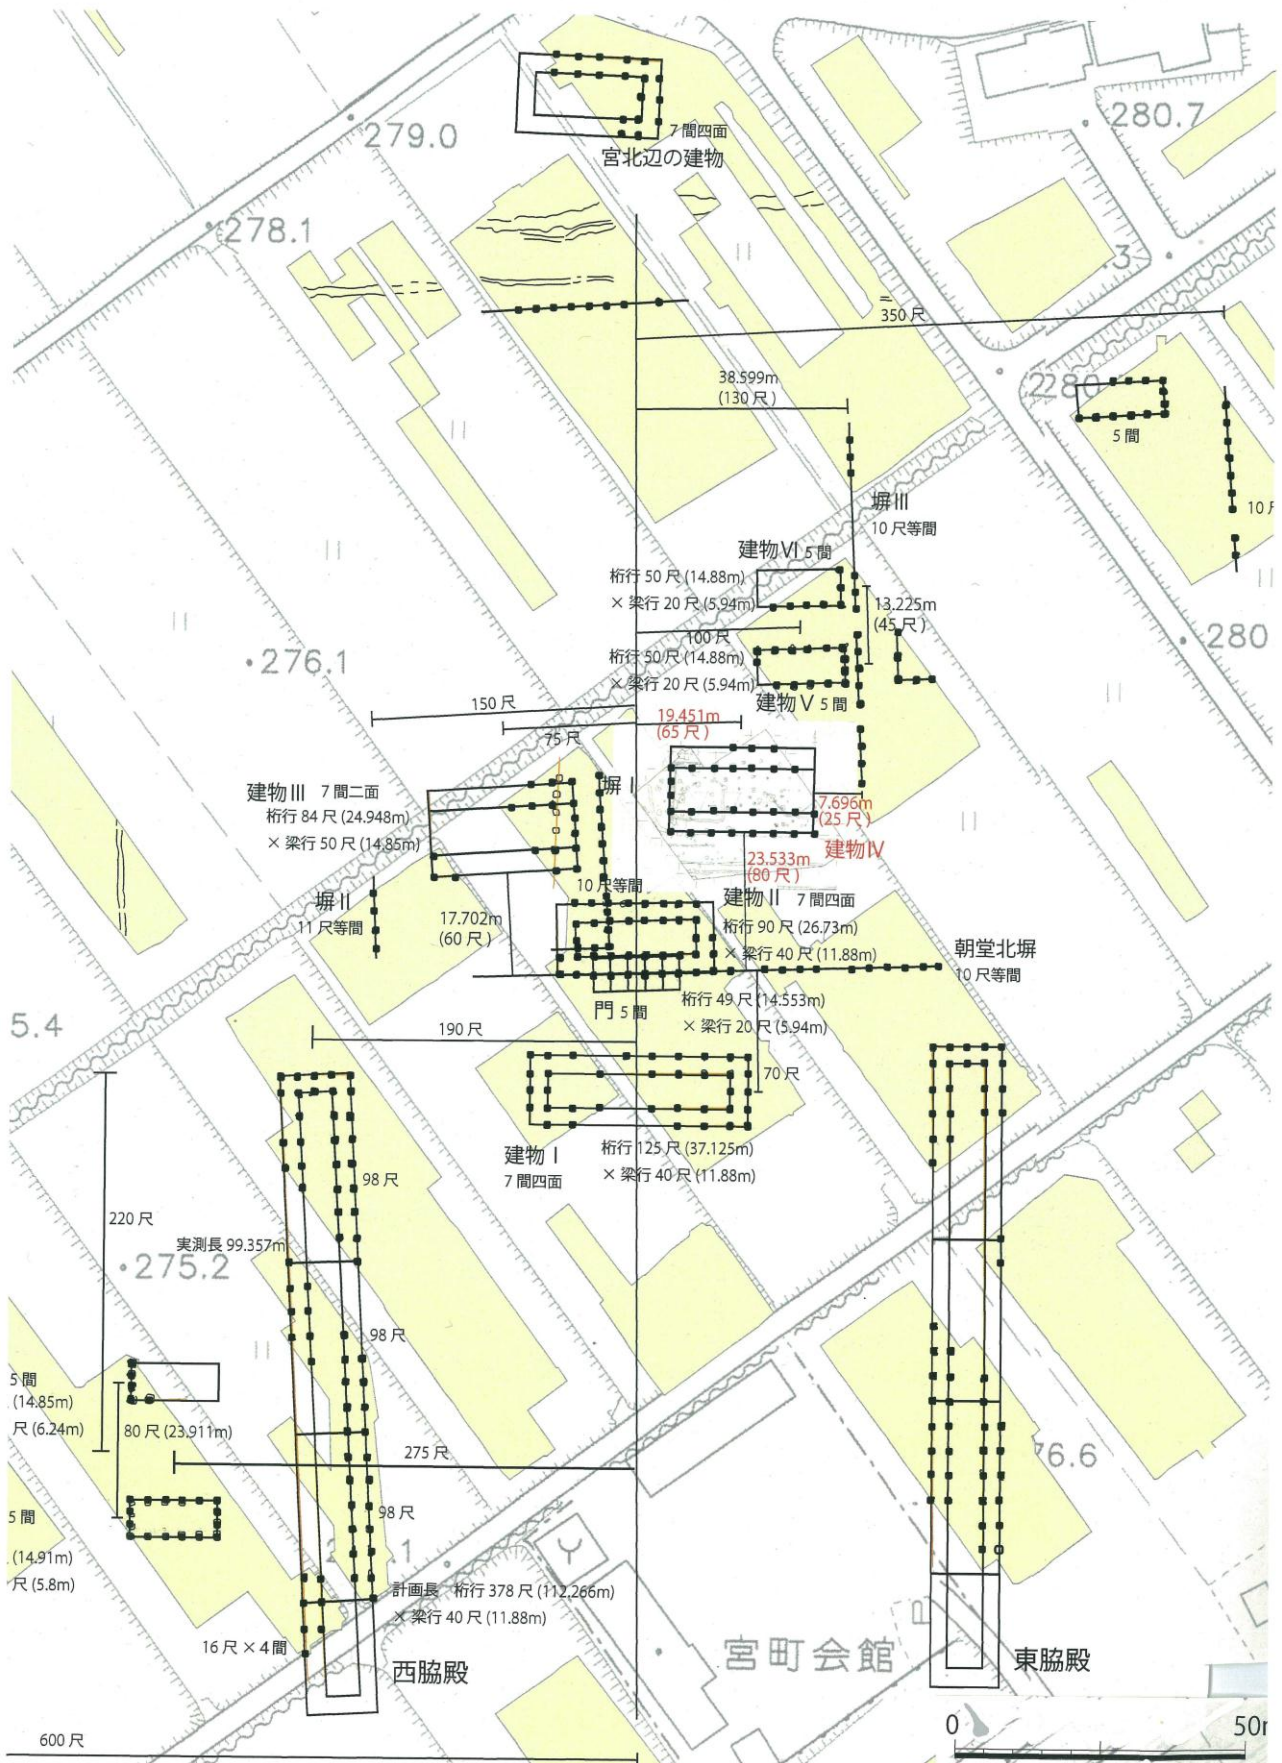 279.0
280.7
7間四面
宮北辺の建物
278.1
.3
350尺
38.599m
(130尺)
280
5間
塀Ⅲ
10尺等間
建物Ⅵ 5間
桁行50尺(14.88m)
×梁行20尺(5.94m)
13.225m
(45尺)
100尺
280
276.1
桁行50尺(14.88m)
×梁行20尺(5.94m)
建物Ⅴ 5間
150尺
75尺
19.451m
(65尺)
塀Ⅰ
建物Ⅲ 7間二面
桁行84尺(24.948m)
×梁行50尺(14.85m)
7.696m
(25尺)
建物Ⅳ
23.533m
(80尺)
10尺等間
塀Ⅱ
11尺等間
17.702m
(60尺)
建物Ⅱ 7間四面
桁行90尺(26.73m)
×梁行40尺(11.88m)
朝堂北塀
10尺等間
門5間
桁行49尺(14.553m)
×梁行20尺(5.94m)
5.4
190尺
70尺
建物Ⅰ
7間四面
桁行125尺(37.125m)
×梁行40尺(11.88m)
98尺
220尺
実測長99.357m
275.2
98尺
5間
(14.85m)
尺(6.24m)
80尺(23.911m)
275尺
76.6
98尺
5間
(14.91m)
尺(5.8m)
.1
計画長 桁行378尺(112.266m)
×梁行40尺(11.88m)
16尺×4間
西脇殿
宮町会館
P
東脇殿
600尺
0
50